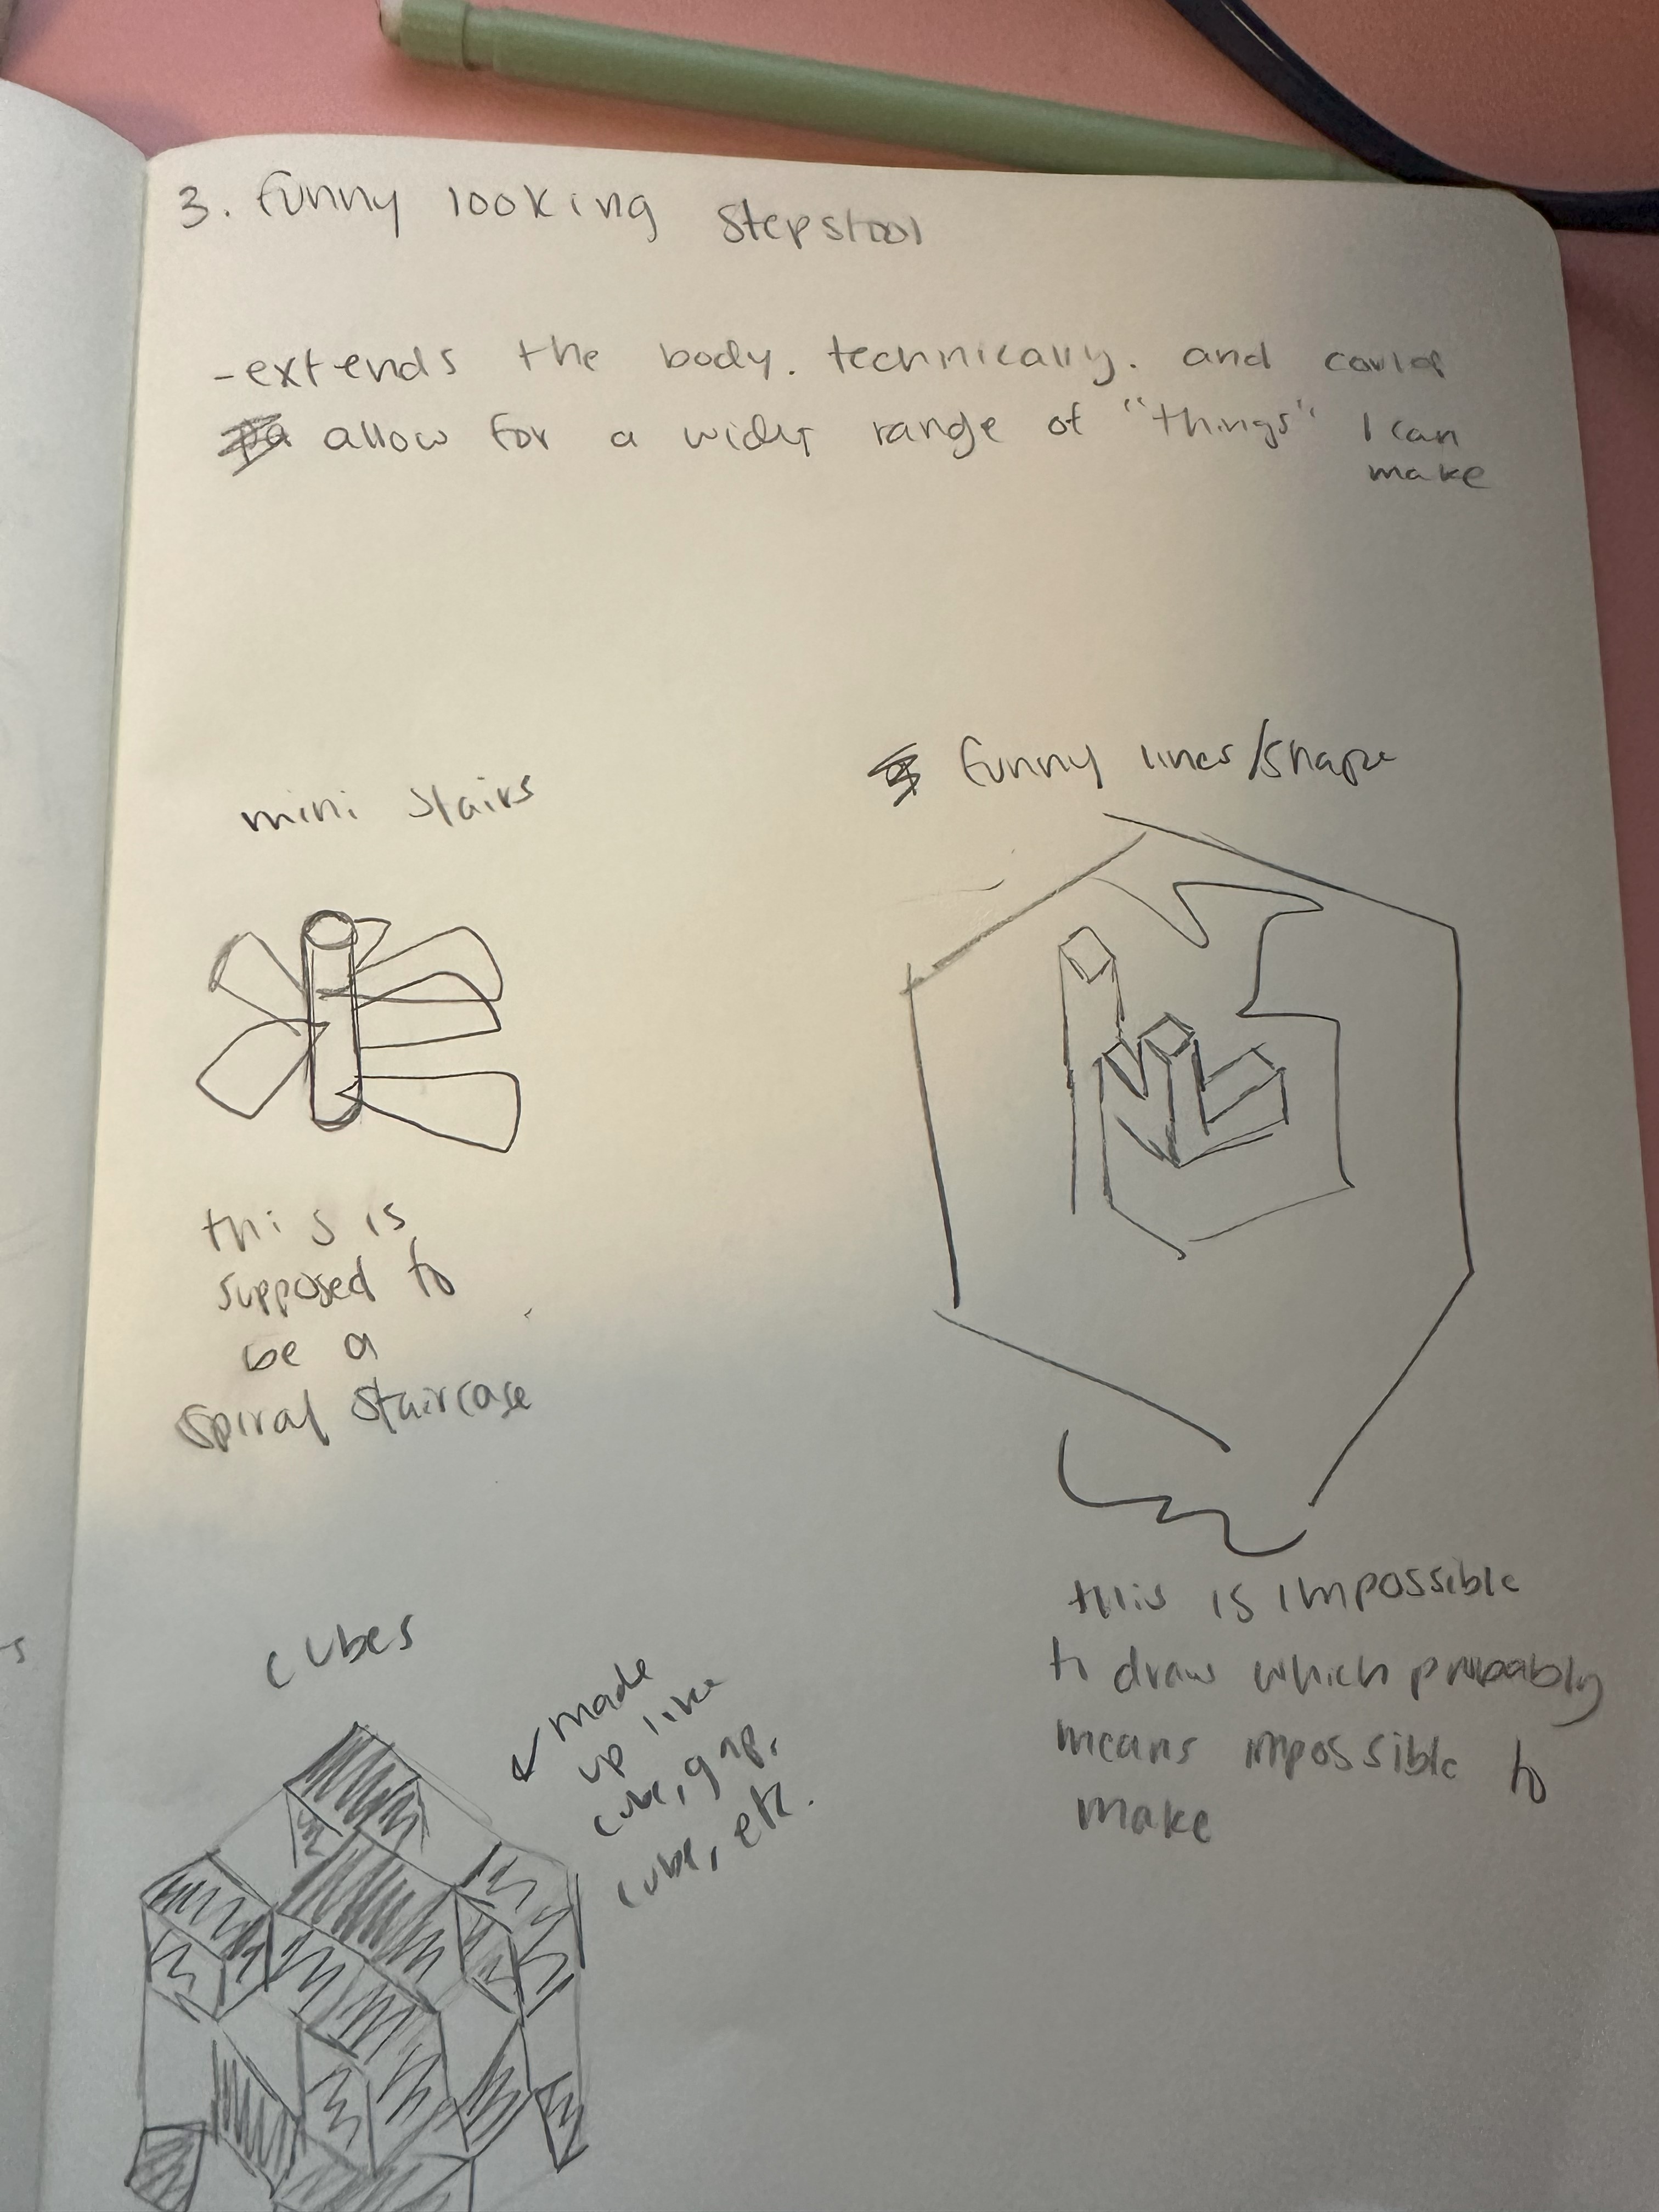 3. funny looking stepstool
- extends the body. technically. and could
allow for a wider range of "things" I can
make
mini stairs
this is
supposed to
be a
spiral staircase
funny lines/shape
this is impossible
to draw which probably
means impossible to
make
cubes
made
up like
cube, gap,
cube, etc.
s